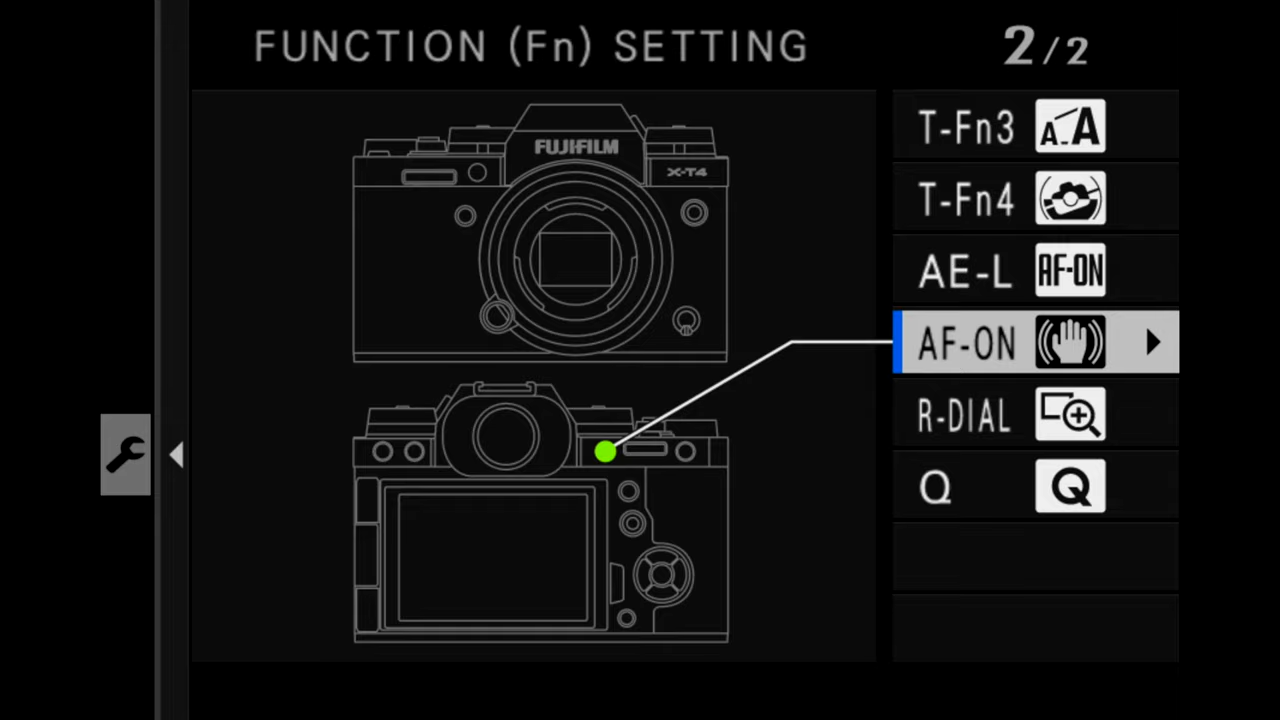 FUNCTION (Fn) SETTING 2/2
FUJIFILM
X-T4
T-Fn3 A A
T-Fn4
AE-L AF-ON
AF-ON
R-DIAL
Q Q